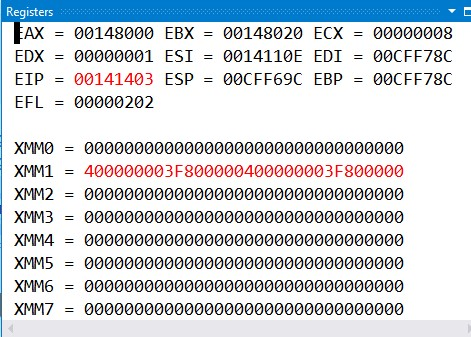 Registers
EAX = 00148000 EBX = 00148020 ECX = 00000008
EDX = 00000001 ESI = 0014110E EDI = 00CFF78C
EIP = 00141403 ESP = 00CFF69C EBP = 00CFF78C
EFL = 00000202
XMM0 = 00000000000000000000000000000000
XMM1 = 400000003F800000400000003F800000
XMM2 = 00000000000000000000000000000000
XMM3 = 00000000000000000000000000000000
XMM4 = 00000000000000000000000000000000
XMM5 = 00000000000000000000000000000000
XMM6 = 00000000000000000000000000000000
XMM7 = 00000000000000000000000000000000